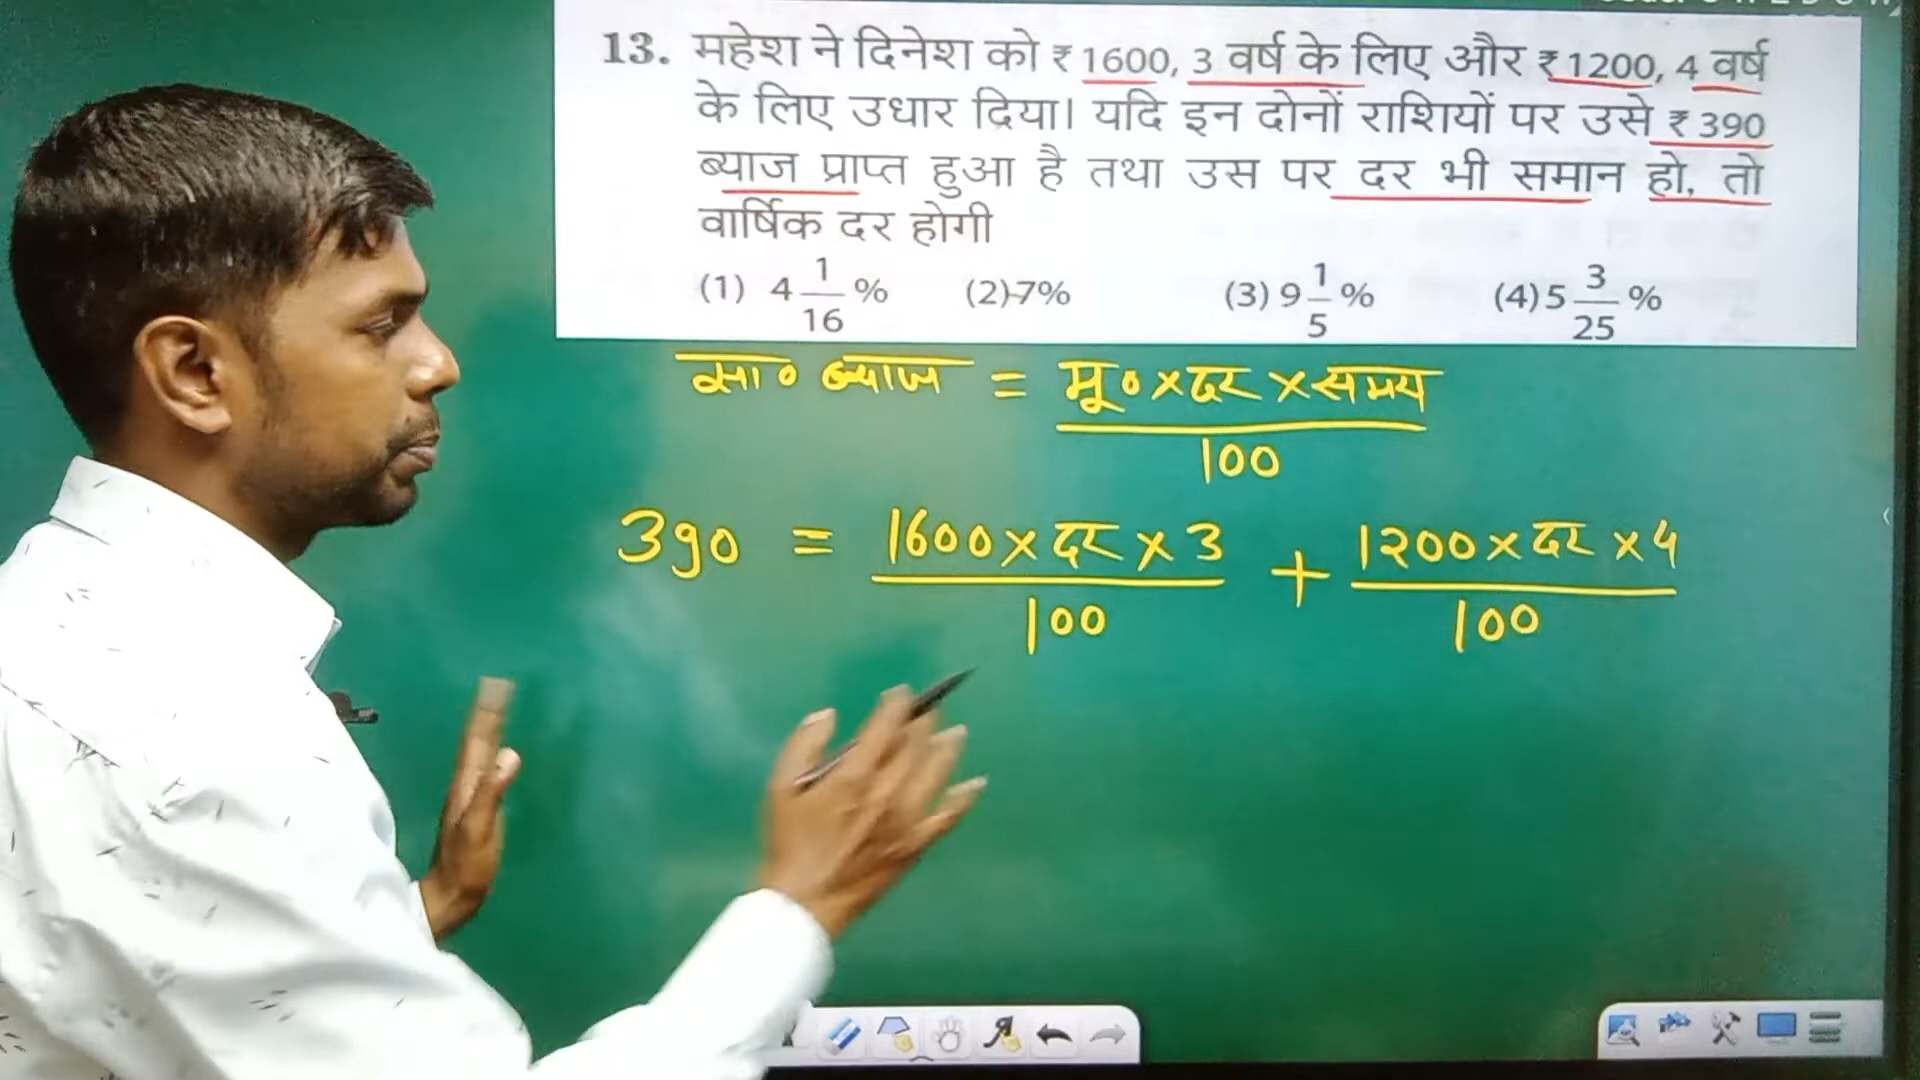 13. महेश ने दिनेश को ₹ 1600, 3 वर्ष के लिए और ₹ 1200, 4 वर्ष
के लिए उधार दिया। यदि इन दोनों राशियों पर उसे ₹ 390
ब्याज प्राप्त हुआ है तथा उस पर दर भी समान हो, तो
वार्षिक दर होगी
(1) 4 1/16 % (2) 7% (3) 9 1/5 % (4) 5 3/25 %
सा० ब्याज = मू० × दर × समय / 100
390 = 1600 × दर × 3 / 100 + 1200 × दर × 4 / 100